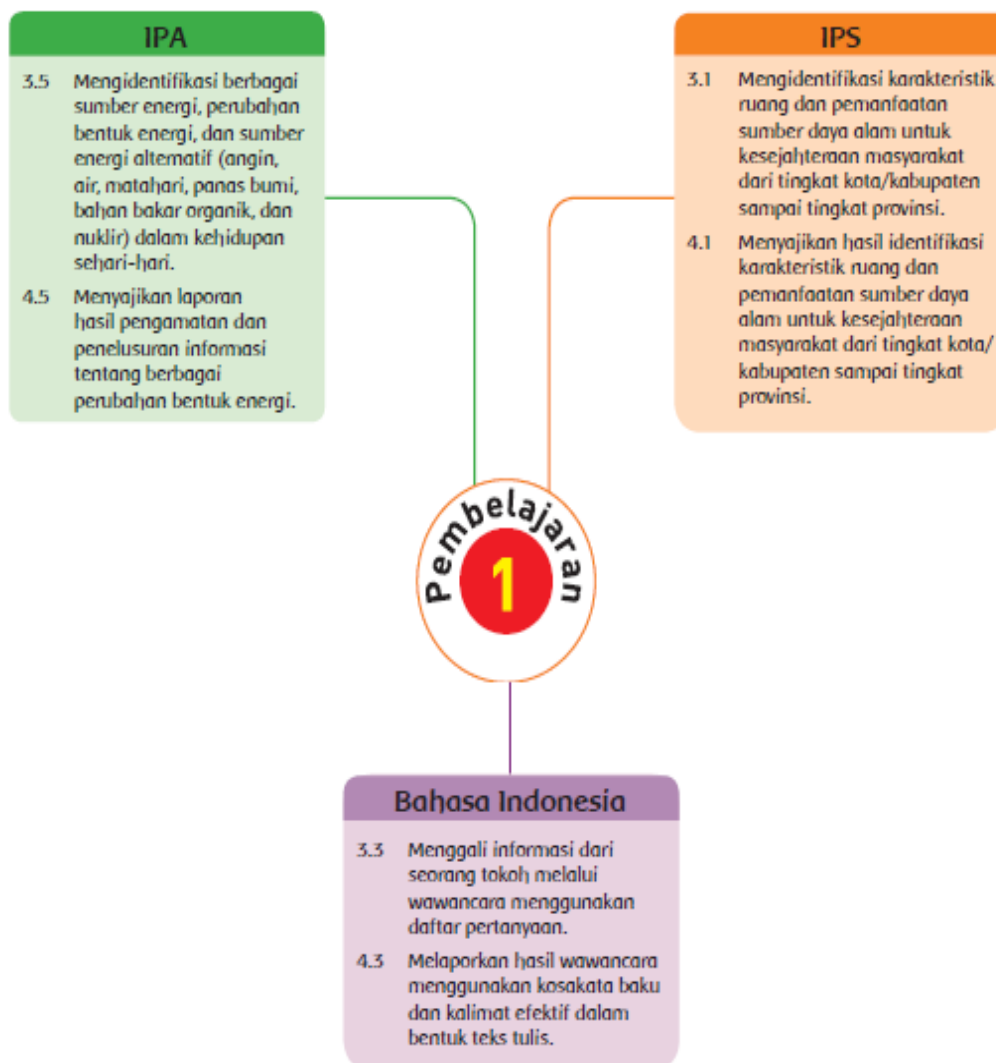 IPA
3.5 Mengidentifikasi berbagai
sumber energi, perubahan
bentuk energi, dan sumber
energi alternatif (angin,
air, matahari, panas bumi,
bahan bakar organik, dan
nuklir) dalam kehidupan
sehari-hari.
4.5 Menyajikan laporan
hasil pengamatan dan
penelusuran informasi
tentang berbagai
perubahan bentuk energi.
IPS
3.1 Mengidentifikasi karakteristik
ruang dan pemanfaatan
sumber daya alam untuk
kesejahteraan masyarakat
dari tingkat kota/kabupaten
sampai tingkat provinsi.
4.1 Menyajikan hasil identifikasi
karakteristik ruang dan
pemanfaatan sumber daya
alam untuk kesejahteraan
masyarakat dari tingkat kota/
kabupaten sampai tingkat
provinsi.
Pembelajaran
1
Bahasa Indonesia
3.3 Menggali informasi dari
seorang tokoh melalui
wawancara menggunakan
daftar pertanyaan.
4.3 Melaporkan hasil wawancara
menggunakan kosakata baku
dan kalimat efektif dalam
bentuk teks tulis.